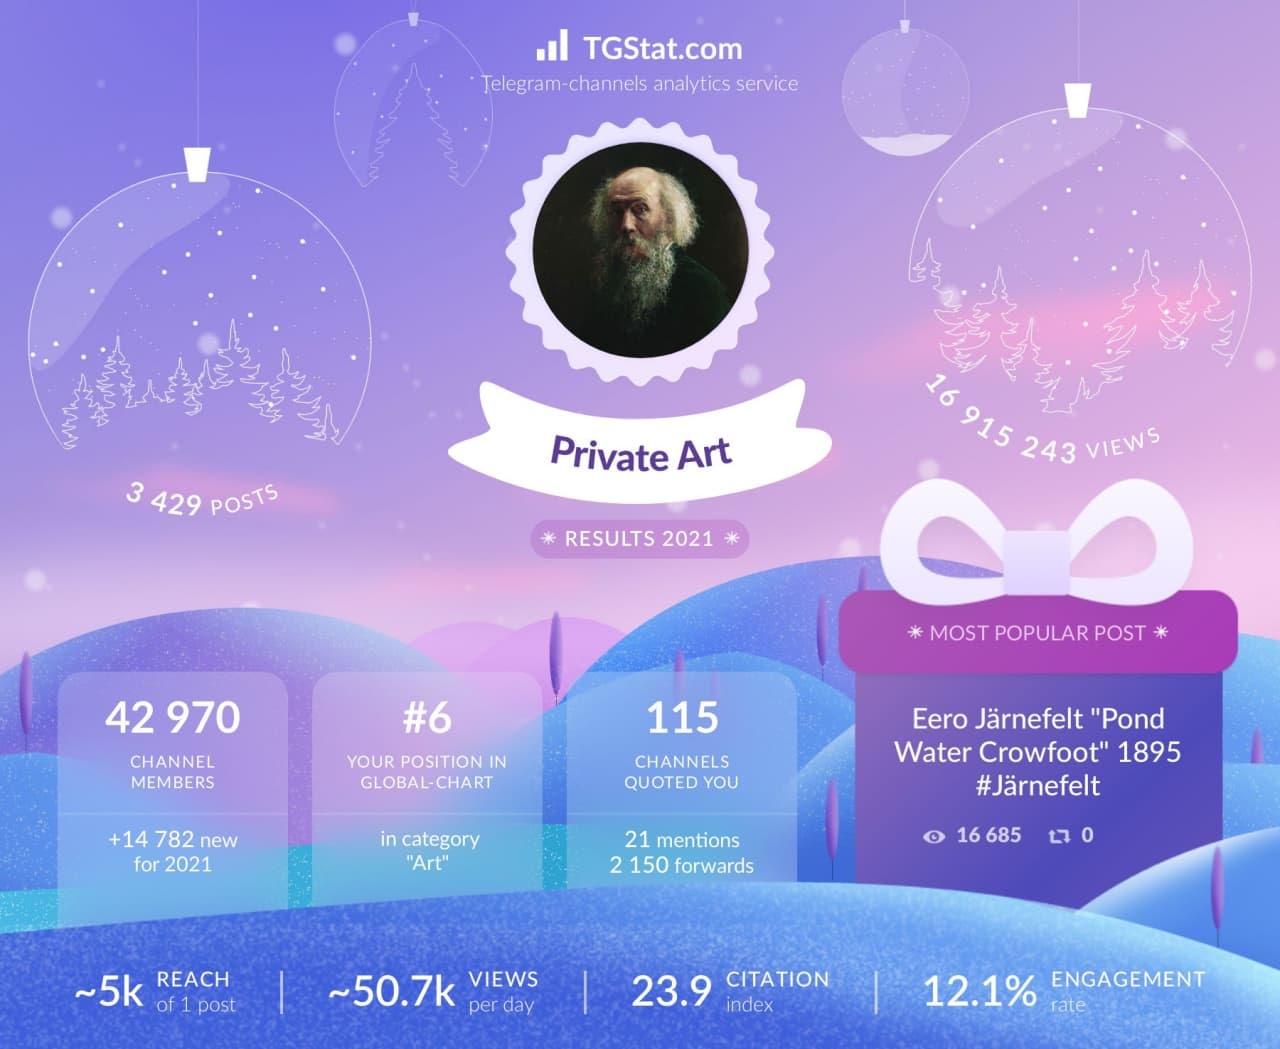 TGStat.com
Telegram-channels analytics service
Private Art
RESULTS 2021
3 429 POSTS
16 915 243 VIEWS
42 970
CHANNEL
MEMBERS
+14 782 new
for 2021
#6
YOUR POSITION IN
GLOBAL-CHART
in category
"Art"
115
CHANNELS
QUOTED YOU
21 mentions
2 150 forwards
MOST POPULAR POST
Eero Järnefelt "Pond
Water Crowfoot" 1895
#Järnefelt
16 685 0
~5k REACH
of 1 post
~50.7k VIEWS
per day
23.9 CITATION
index
12.1% ENGAGEMENT
rate